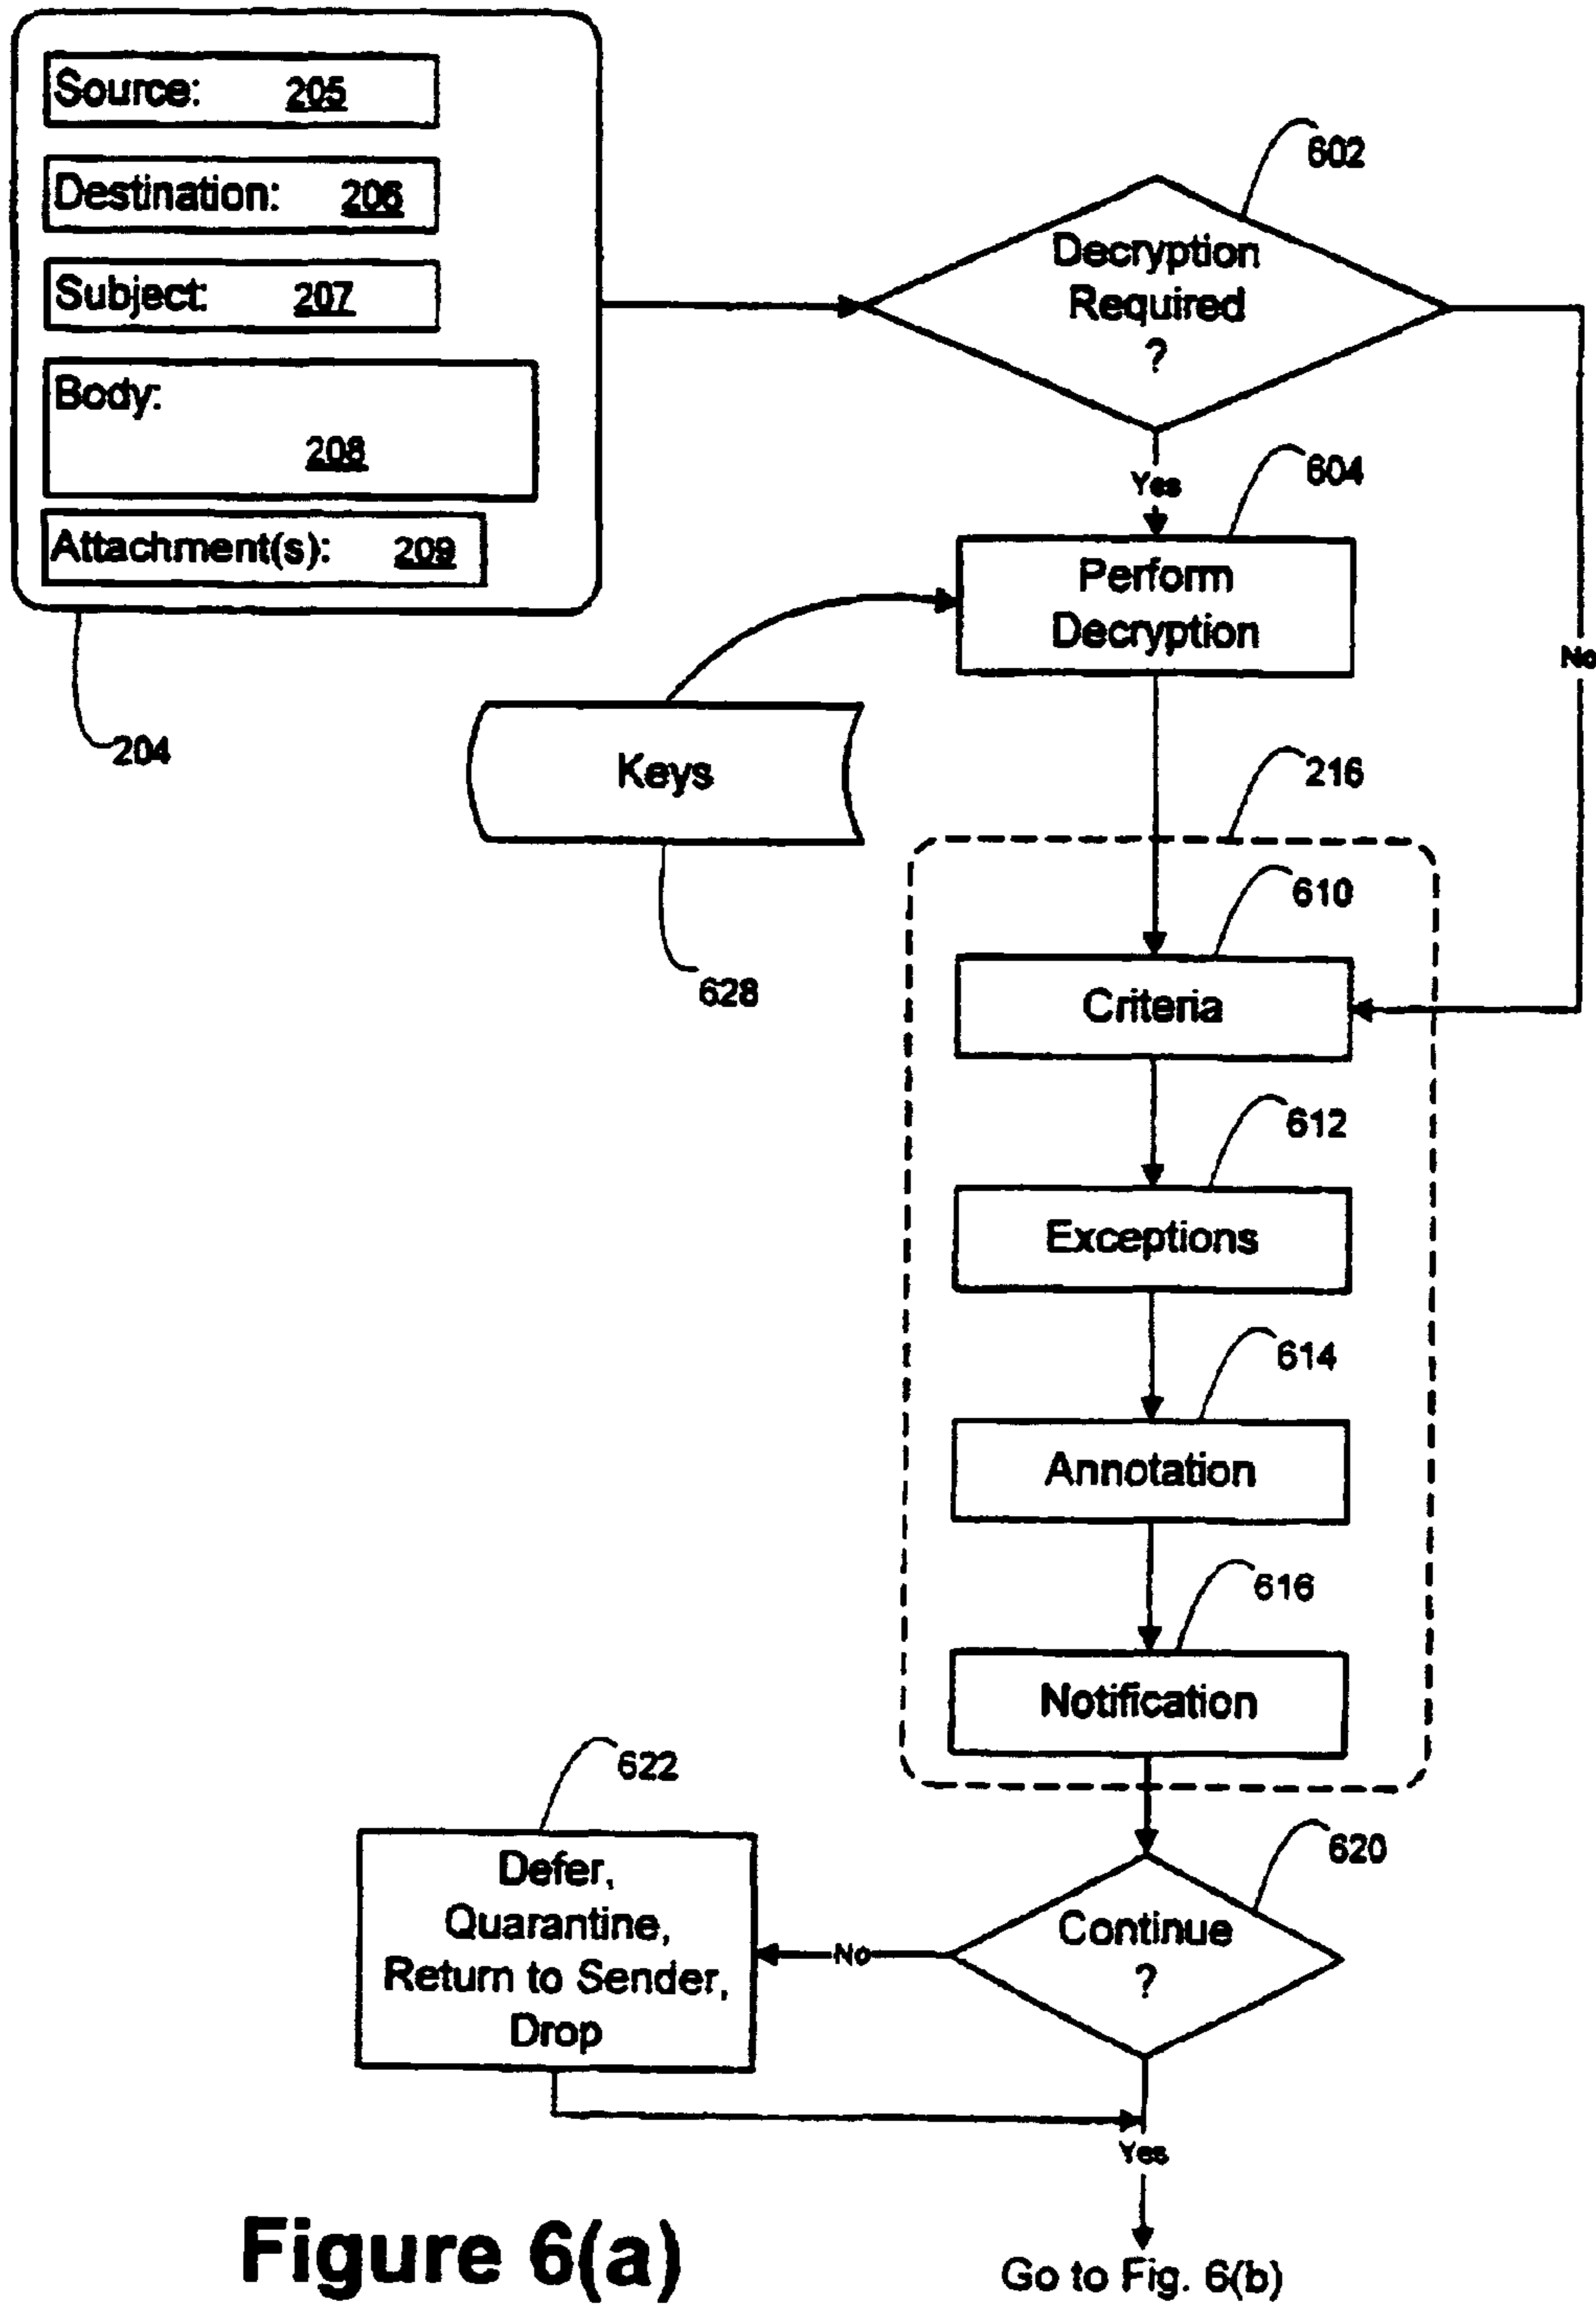 Source: 205
Destination: 206
Subject: 207
Body:
208
Attachment(s): 209
204
602
Decryption
Required
?
Yes
No
604
Perform
Decryption
Keys
628
216
610
Criteria
612
Exceptions
614
Annotation
616
Notification
622
Defer,
Quarantine,
Return to Sender,
Drop
620
Continue
?
No
Yes
Go to Fig. 6(b)
Figure 6(a)